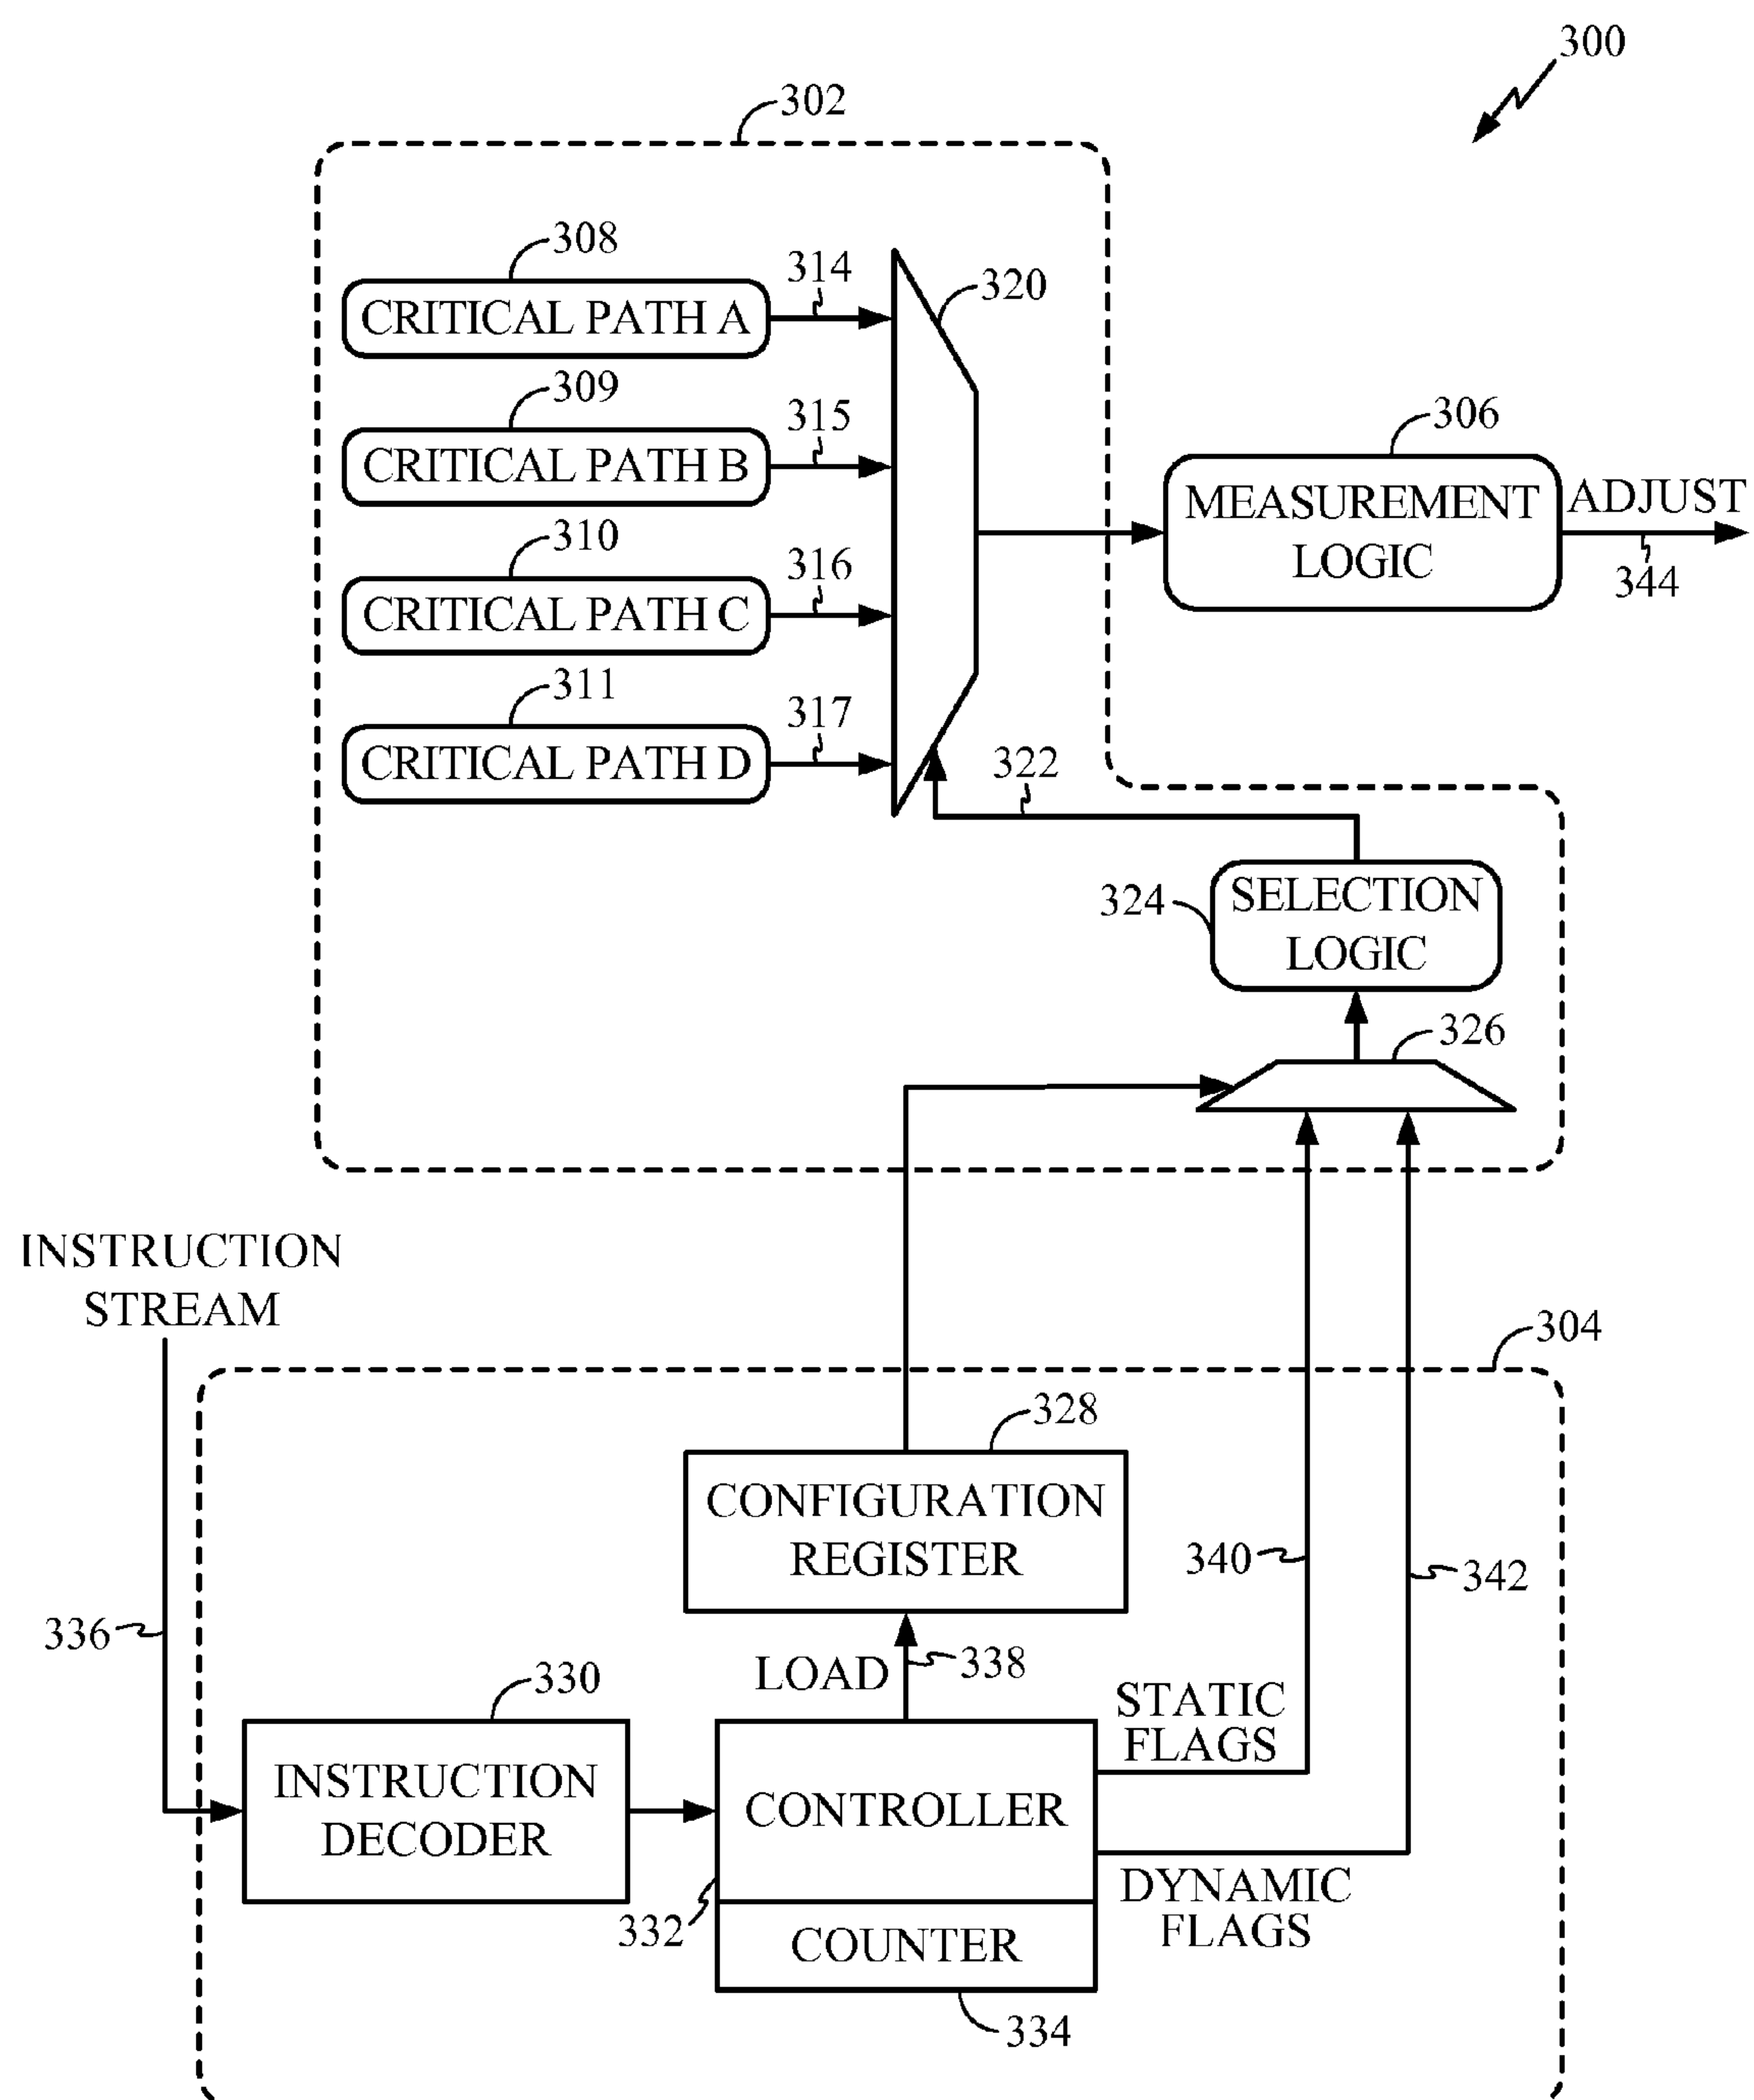 300
302
308
CRITICAL PATH A
314
320
309
CRITICAL PATH B
315
306
MEASUREMENT
LOGIC
ADJUST
344
310
CRITICAL PATH C
316
311
CRITICAL PATH D
317
322
324
SELECTION
LOGIC
326
INSTRUCTION
STREAM
304
328
CONFIGURATION
REGISTER
340
342
336
LOAD
338
330
STATIC
FLAGS
INSTRUCTION
DECODER
CONTROLLER
332
DYNAMIC
FLAGS
COUNTER
334